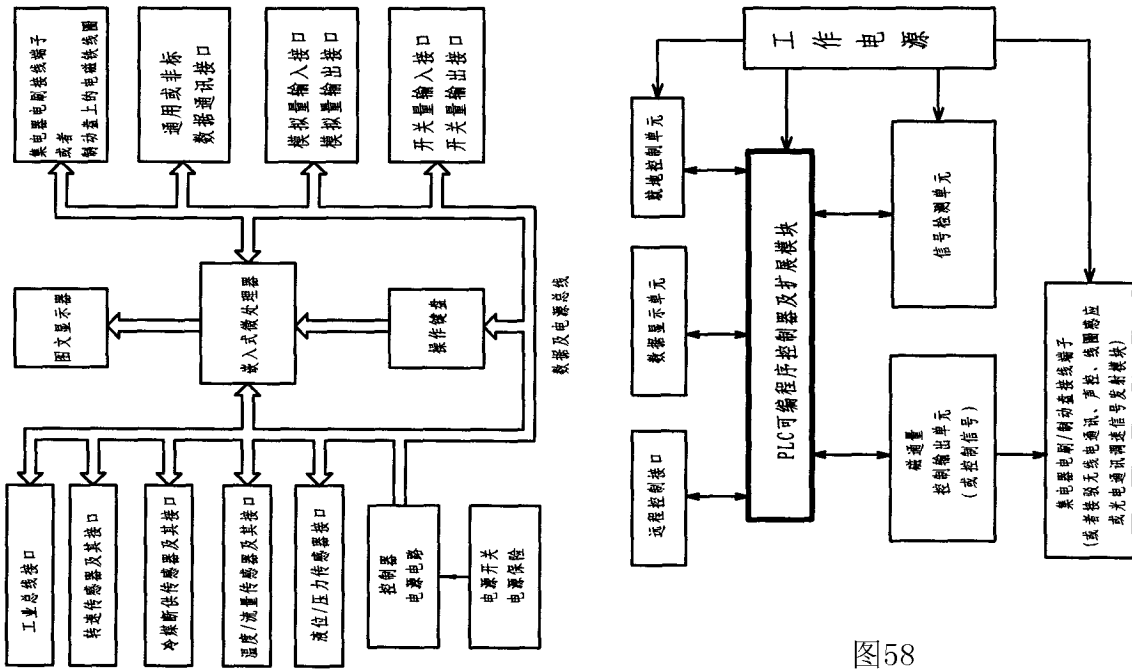 集电器电刷接线端子
或者
制动盘上的电磁铁线圈
通用或非标
数据通讯接口
模拟量输入接口
模拟量输出接口
开关量输入接口
开关量输出接口
图文显示器
嵌入式微处理器
操作键盘
数据及电源总线
工业总线接口
转速传感器及其接口
冷媒断供传感器及其接口
温度/流量传感器及其接口
液位/压力传感器接口
控制器
电源电路
电源开关
电源保险
工作电源
就地控制单元
数据显示单元
远程控制接口
PLC可编程序控制器及扩展模块
信号检测单元
磁通量
控制输出单元
(或控制信号)
集电器电刷/制动盘接线端子
(或者接驳无线电通讯、声控、线圈感应
或光电通讯调速信号发射模块)
图58